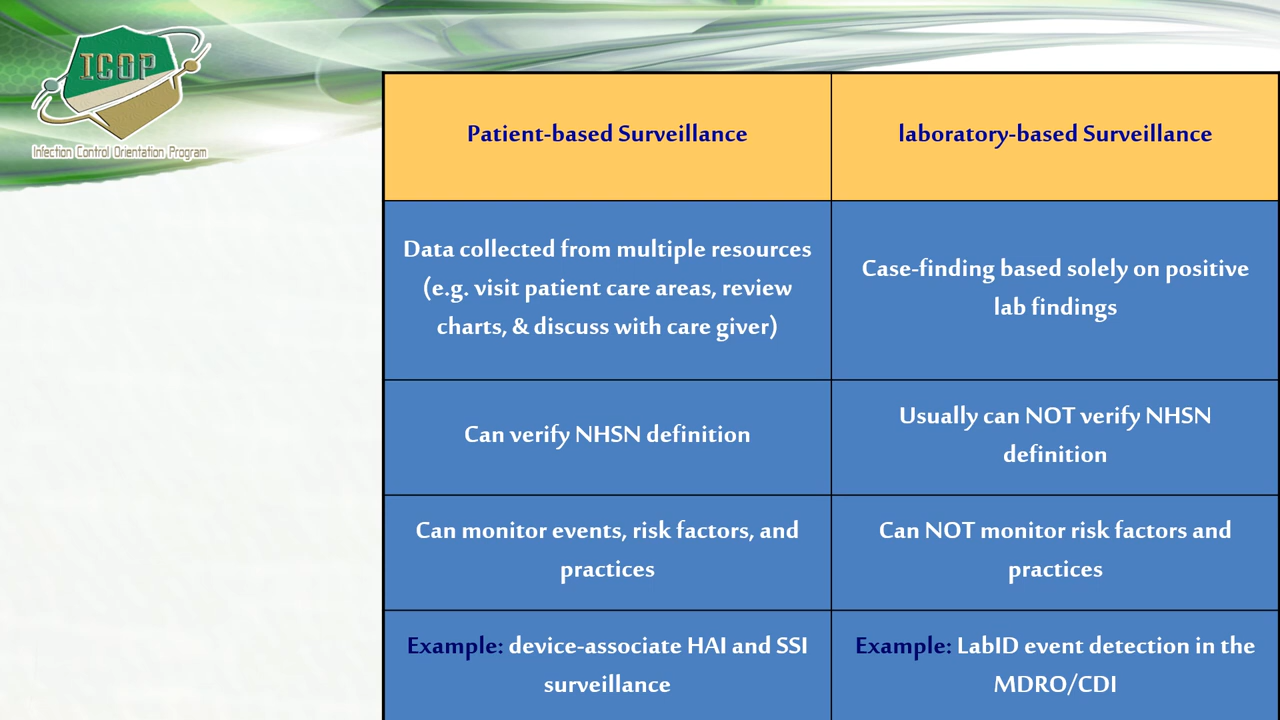 ICOP
Infection Control Orientation Program
Patient-based Surveillance
laboratory-based Surveillance
Data collected from multiple resources
(e.g. visit patient care areas, review
charts, & discuss with care giver)
Case-finding based solely on positive
lab findings
Can verify NHSN definition
Usually can NOT verify NHSN
definition
Can monitor events, risk factors, and
practices
Can NOT monitor risk factors and
practices
Example: device-associate HAI and SSI
surveillance
Example: LabID event detection in the
MDRO/CDI